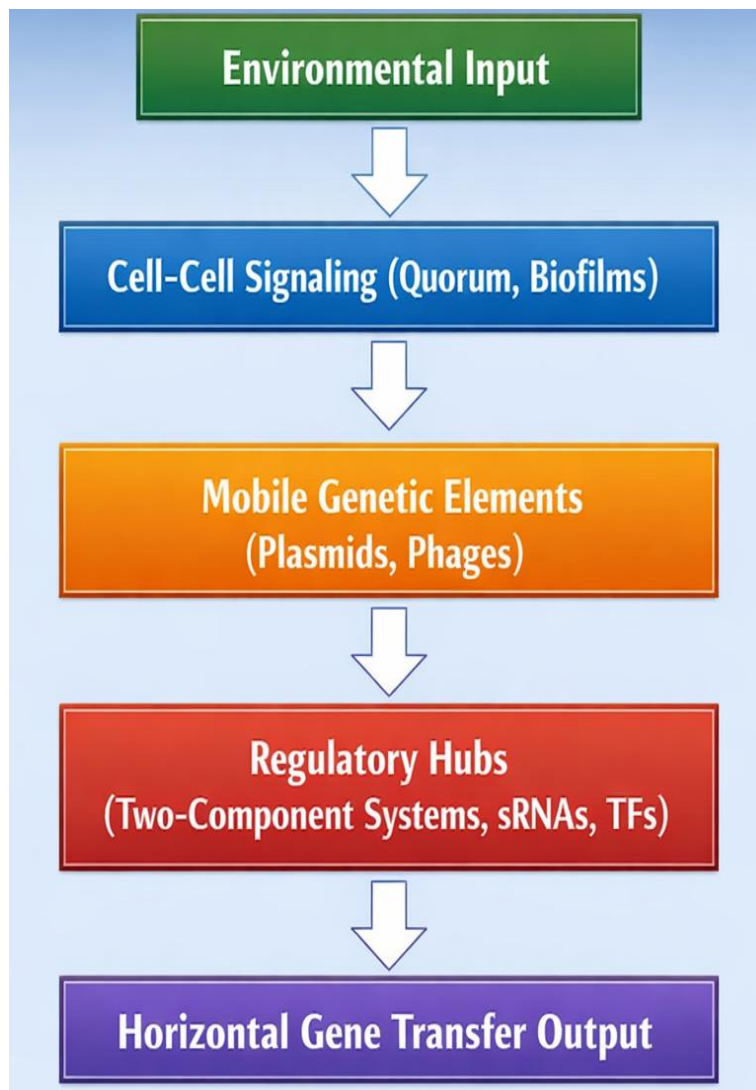 Environmental Input
Cell-Cell Signaling (Quorum, Biofilms)
Mobile Genetic Elements
(Plasmids, Phages)
Regulatory Hubs
(Two-Component Systems, sRNAs, TFs)
Horizontal Gene Transfer Output